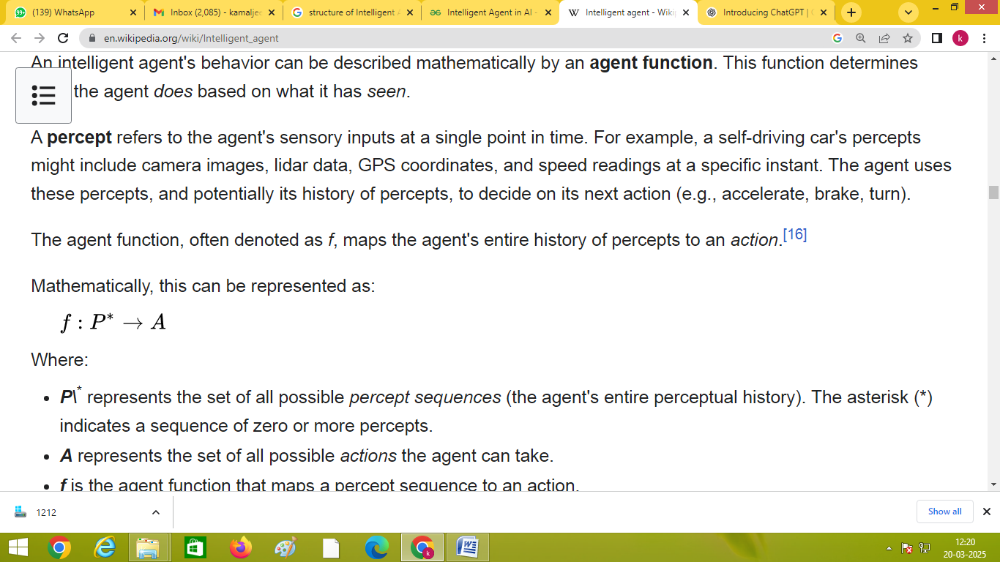 (139) WhatsApp
Inbox (2,085) - kamaljee
structure of Intelligent A
Intelligent Agent in AI -
Intelligent agent - Wiki
Introducing ChatGPT |
en.wikipedia.org/wiki/Intelligent_agent
k
An intelligent agent's behavior can be described mathematically by an agent function. This function determines
the agent does based on what it has seen.
A percept refers to the agent's sensory inputs at a single point in time. For example, a self-driving car's percepts
might include camera images, lidar data, GPS coordinates, and speed readings at a specific instant. The agent uses
these percepts, and potentially its history of percepts, to decide on its next action (e.g., accelerate, brake, turn).
The agent function, often denoted as f, maps the agent's entire history of percepts to an action.[16]
Mathematically, this can be represented as:
f : P* → A
Where:
• P\* represents the set of all possible percept sequences (the agent's entire perceptual history). The asterisk (*)
indicates a sequence of zero or more percepts.
• A represents the set of all possible actions the agent can take.
• f is the agent function that maps a percept sequence to an action.
1212
Show all
12:20
20-03-2025